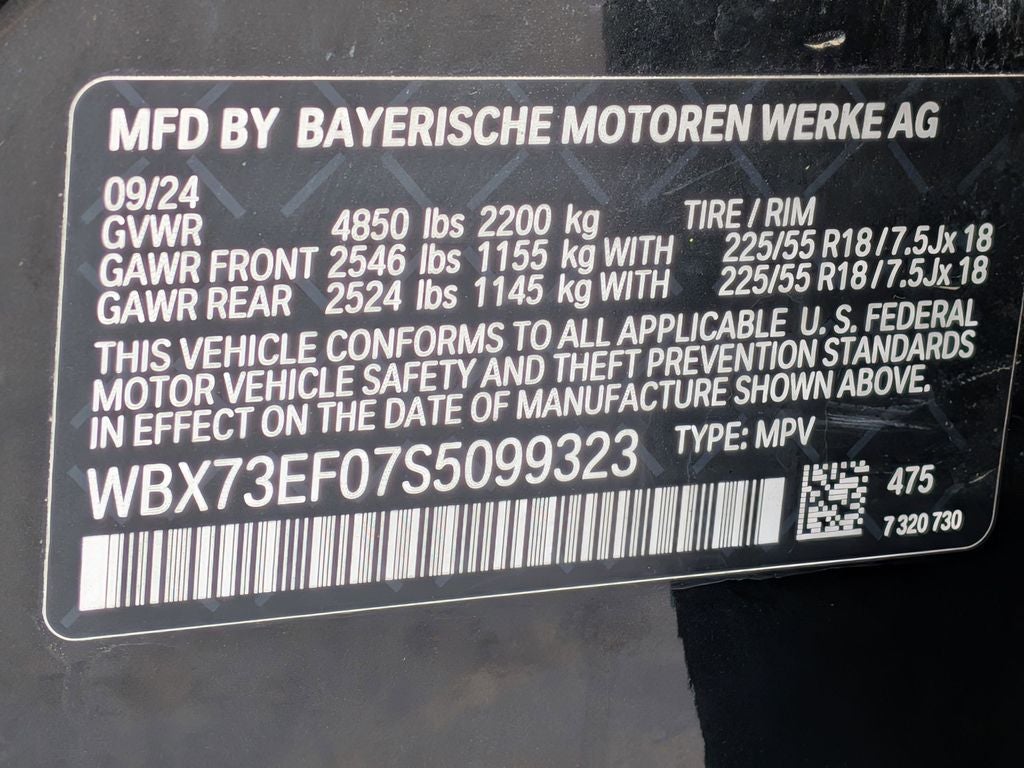 MFD BY BAYERISCHE MOTOREN WERKE AG
09/24
GVWR 4850 lbs 2200 kg TIRE / RIM
GAWR FRONT 2546 lbs 1155 kg WITH 225/55 R18 / 7.5Jx 18
GAWR REAR 2524 lbs 1145 kg WITH 225/55 R18 / 7.5Jx 18
THIS VEHICLE CONFORMS TO ALL APPLICABLE U. S. FEDERAL
MOTOR VEHICLE SAFETY AND THEFT PREVENTION STANDARDS
IN EFFECT ON THE DATE OF MANUFACTURE SHOWN ABOVE.
WBX73EF07S5099323 TYPE: MPV
475
7 320 730